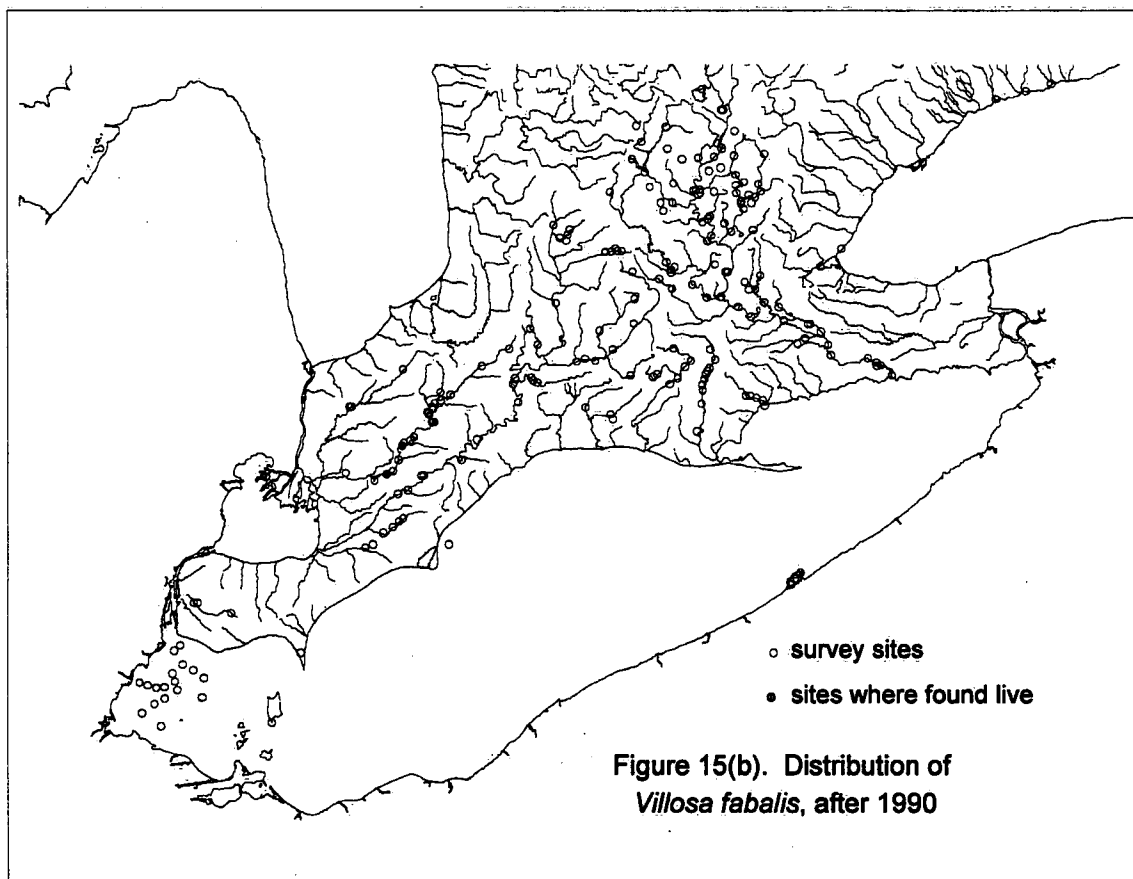 survey sites
sites where found live
Figure 15(b). Distribution of
Villosa fabalis, after 1990